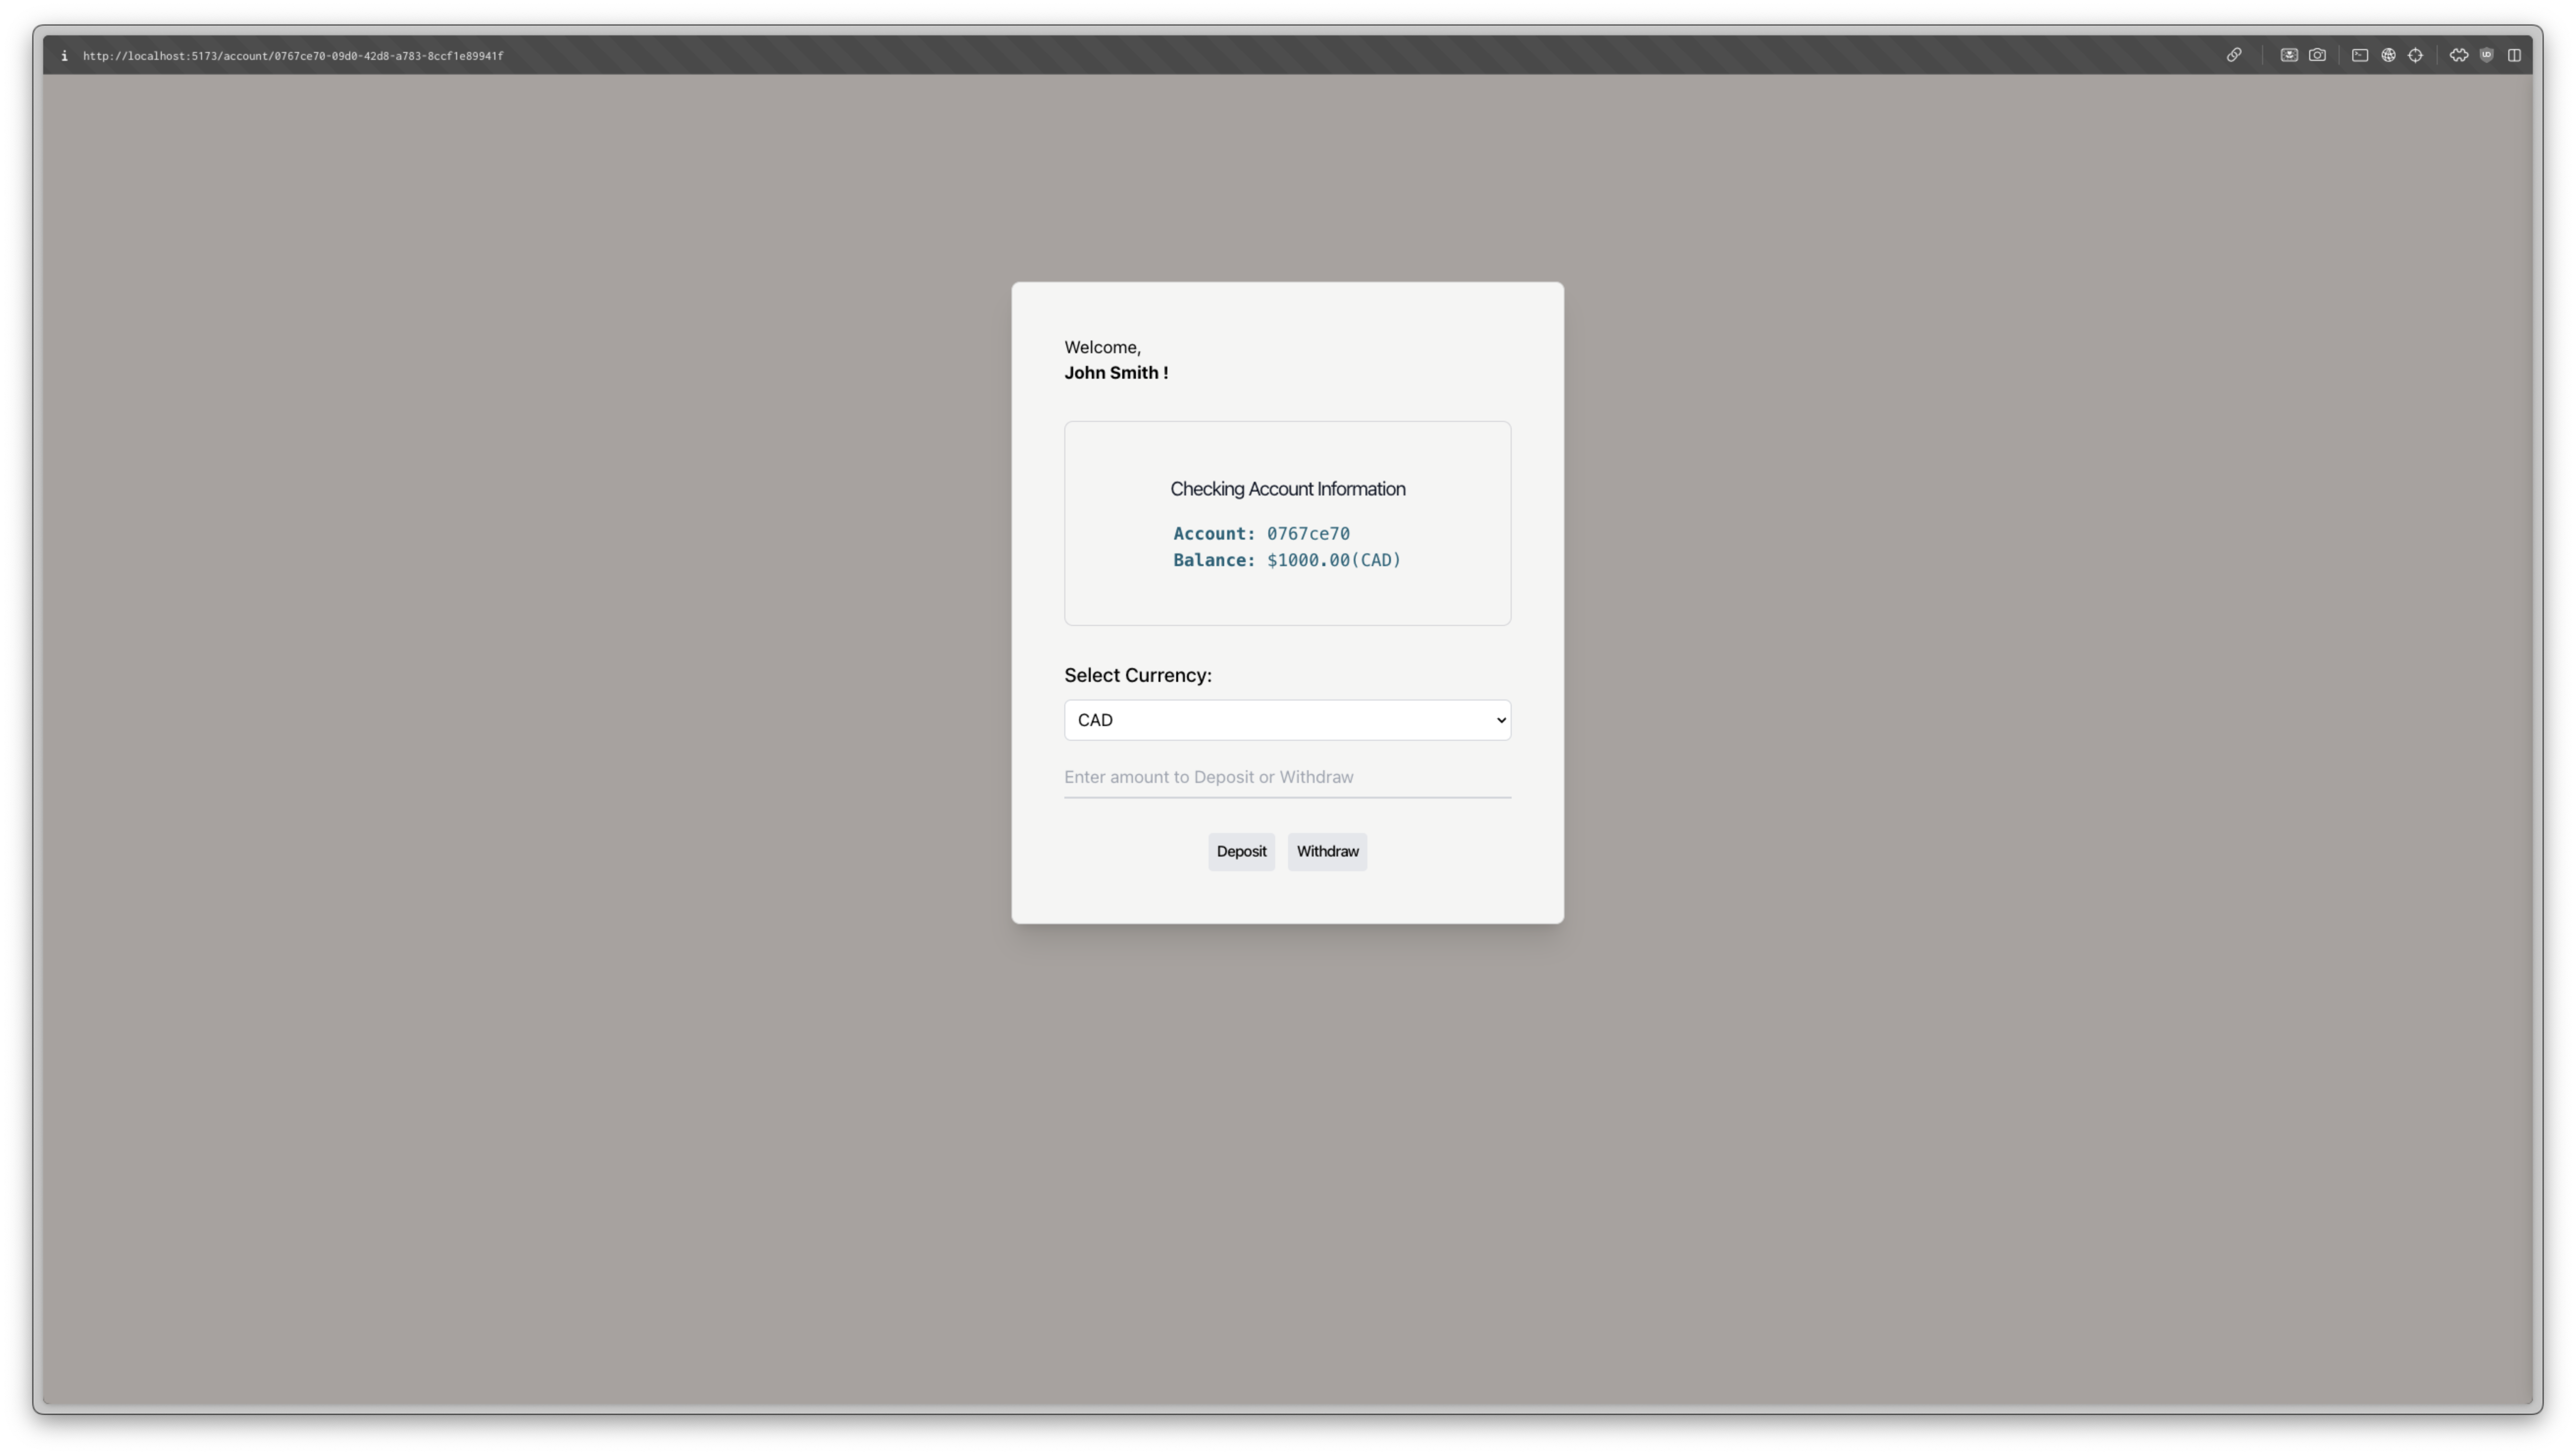 i http://localhost:5173/account/0767ce70-09d0-42d8-a783-8ccf1e89941f
Welcome,
John Smith !
Checking Account Information
Account: 0767ce70
Balance: $1000.00(CAD)
Select Currency:
CAD
Enter amount to Deposit or Withdraw
Deposit Withdraw